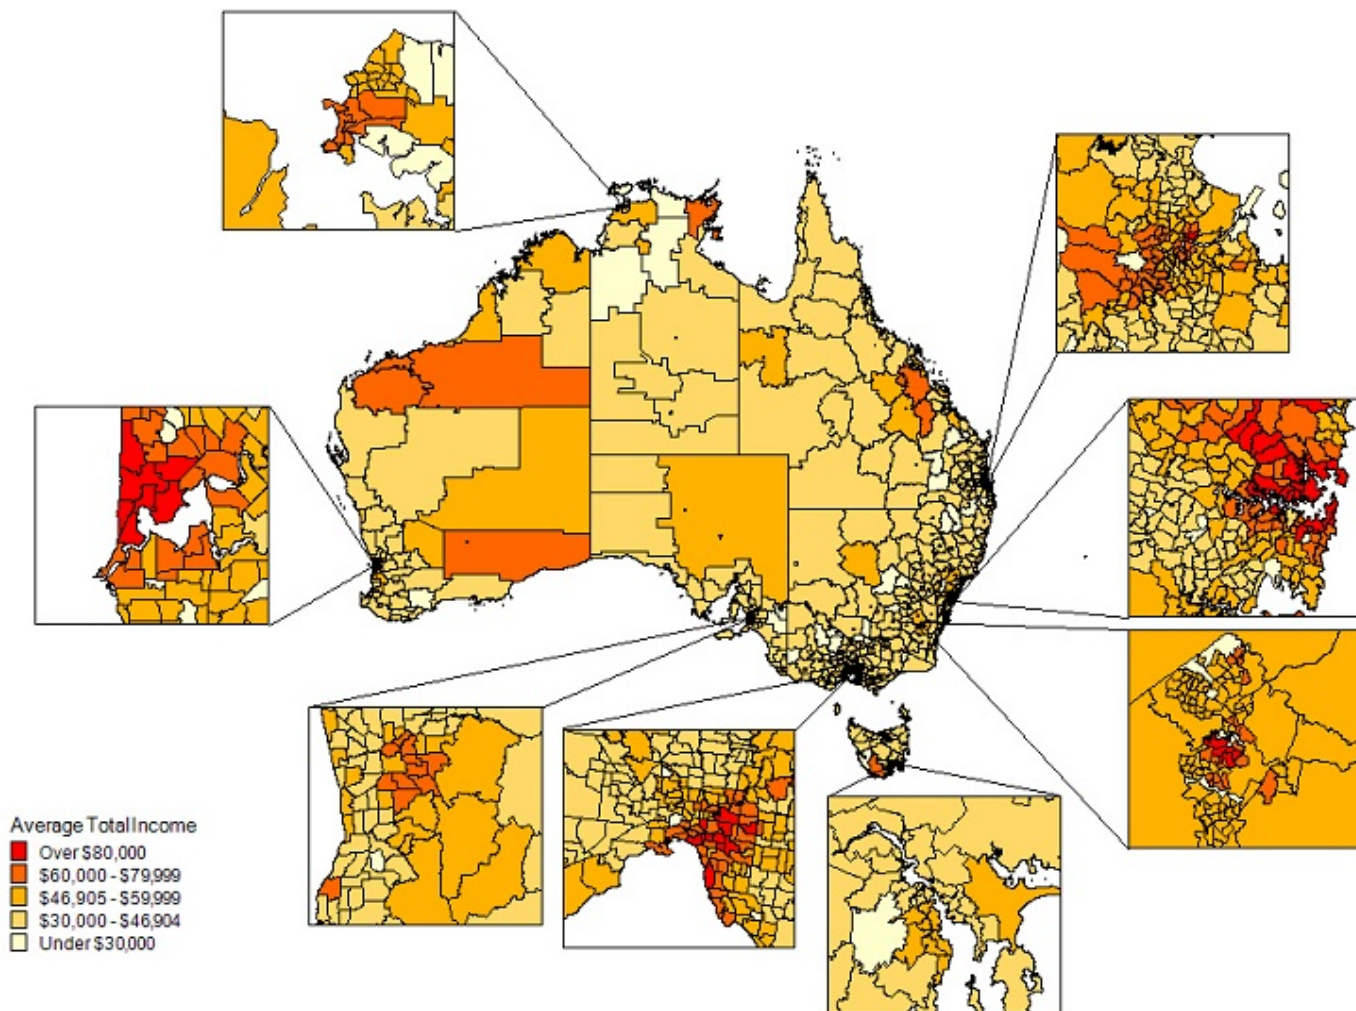 Average Total Income
Over $80,000
$60,000 - $79,999
$46,905 - $59,999
$30,000 - $46,904
Under $30,000